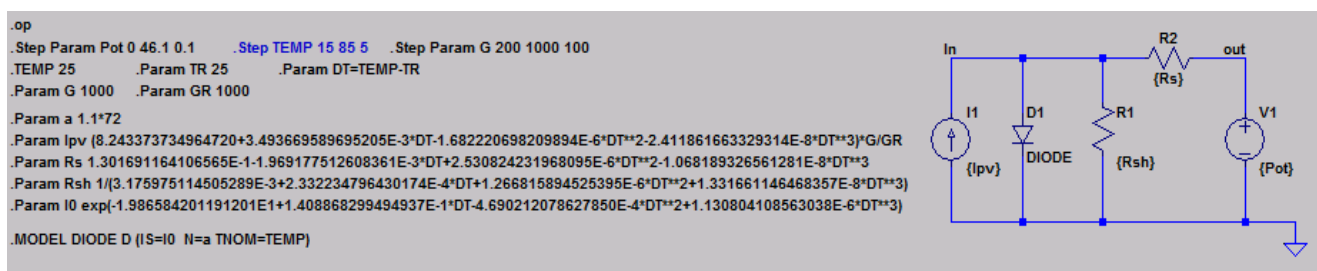 .op
.Step Param Pot 0 46.1 0.1 .Step TEMP 15 85 5 .Step Param G 200 1000 100
.TEMP 25 .Param TR 25 .Param DT=TEMP-TR
.Param G 1000 .Param GR 1000
.Param a 1.1*72
.Param Ipv (8.243373734964720+3.493669589695205E-3*DT-1.682220698209894E-6*DT**2-2.411861663329314E-8*DT**3)*G/GR
.Param Rs 1.301691164106565E-1-1.969177512608361E-3*DT+2.530824231968095E-6*DT**2-1.068189326561281E-8*DT**3
.Param Rsh 1/(3.175975114505289E-3+2.332234796430174E-4*DT+1.266815894525395E-6*DT**2+1.331661146468357E-8*DT**3)
.Param I0 exp(-1.986584201191201E1+1.408868299494937E-1*DT-4.690212078627850E-4*DT**2+1.130804108563038E-6*DT**3)
.MODEL DIODE D (IS=I0 N=a TNOM=TEMP)
In
R2
out
{Rs}
I1
D1
R1
V1
DIODE
{Ipv}
{Rsh}
{Pot}